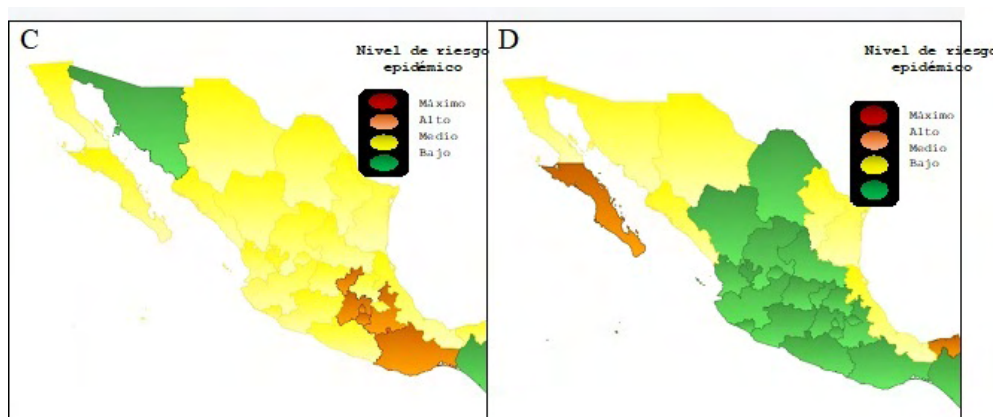 C
Nivel de riesgo
epidémico
Máximo
Alto
Medio
Bajo
D
Nivel de riesgo
epidémico
Máximo
Alto
Medio
Bajo